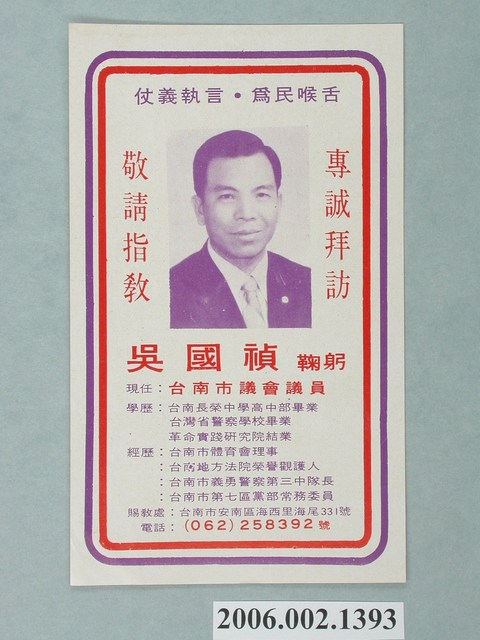 仗義執言・爲民喉舌
專誠拜訪
敬請指教
吳國禎 鞠躬
現任：台南市議會議員
學歷：台南長榮中學高中部畢業
台灣省警察學校畢業
革命實踐研究院結業
經歷：台南市體育會理事
：台南地方法院榮譽觀護人
：台南市義勇警察第三中隊長
：台南市第七區黨部常務委員
賜教處：台南市安南區海西里海尾331號
電話：(062)258392號
2006.002.1393